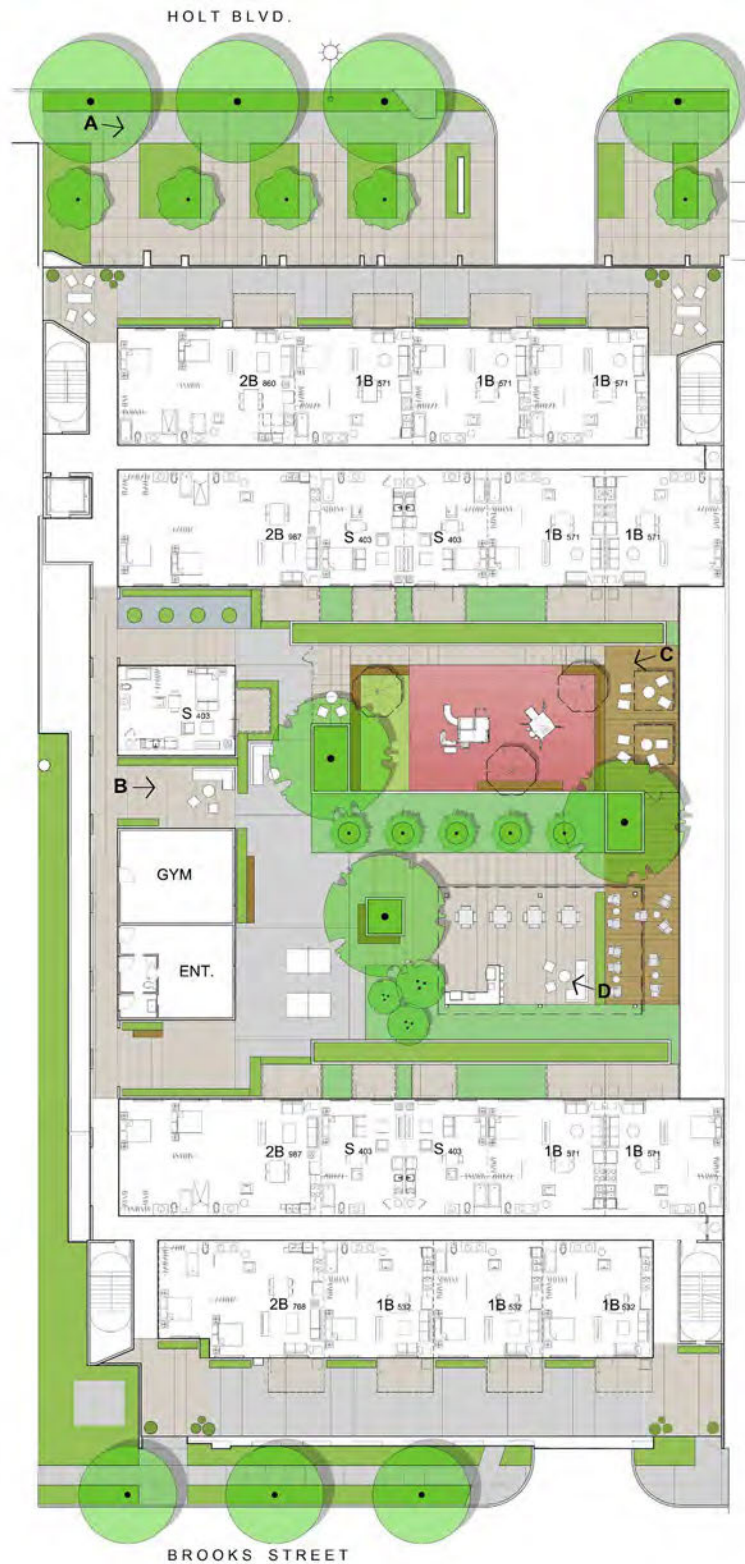 HOLT BLVD.
A
2B 860
1B 571
1B 571
1B 571
2B 987
S 403
S 403
1B 571
1B 571
C
S 403
B
GYM
ENT.
D
2B 987
S 403
S 403
1B 571
1B 571
2B 768
1B 532
1B 532
1B 532
BROOKS STREET